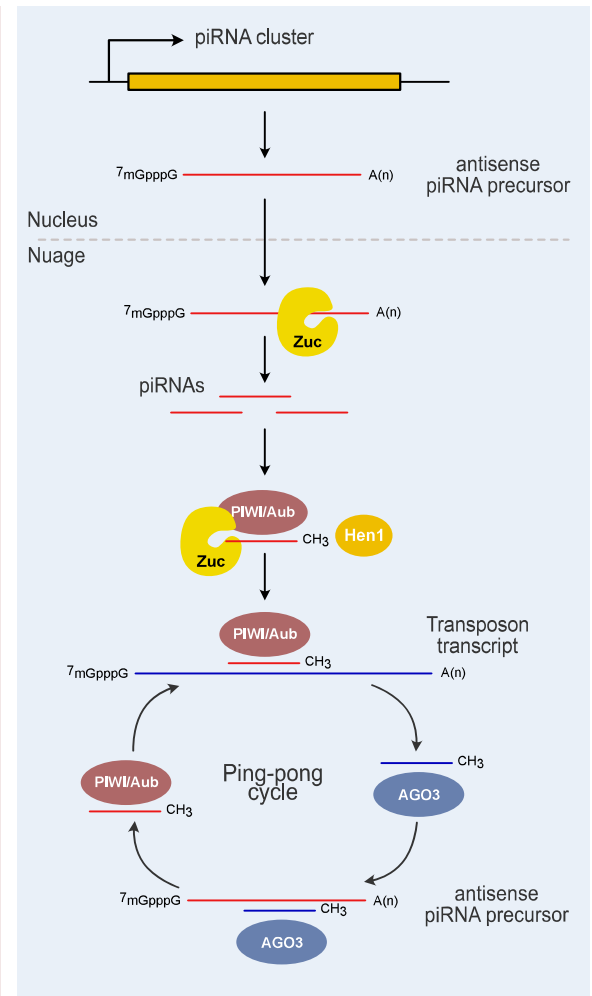 piRNA cluster
7mGpppG
A(n)
antisense
piRNA precursor
Nucleus
Nuage
7mGpppG
A(n)
Zuc
piRNAs
PIWI/Aub
CH3
Hen1
Zuc
PIWI/Aub
Transposon
transcript
CH3
7mGpppG
A(n)
CH3
Ping-pong
cycle
PIWI/Aub
AGO3
CH3
7mGpppG
A(n)
antisense
piRNA precursor
CH3
AGO3